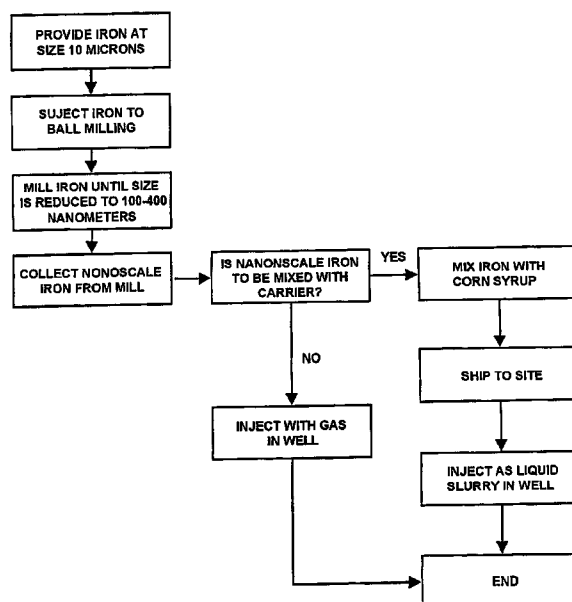 PROVIDE IRON AT
SIZE 10 MICRONS
SUJECT IRON TO
BALL MILLING
MILL IRON UNTIL SIZE
IS REDUCED TO 100-400
NANOMETERS
COLLECT NONOSCALE
IRON FROM MILL
IS NANONSCALE IRON
TO BE MIXED WITH
CARRIER?
YES
MIX IRON WITH
CORN SYRUP
NO
SHIP TO SITE
INJECT WITH GAS
IN WELL
INJECT AS LIQUID
SLURRY IN WELL
END